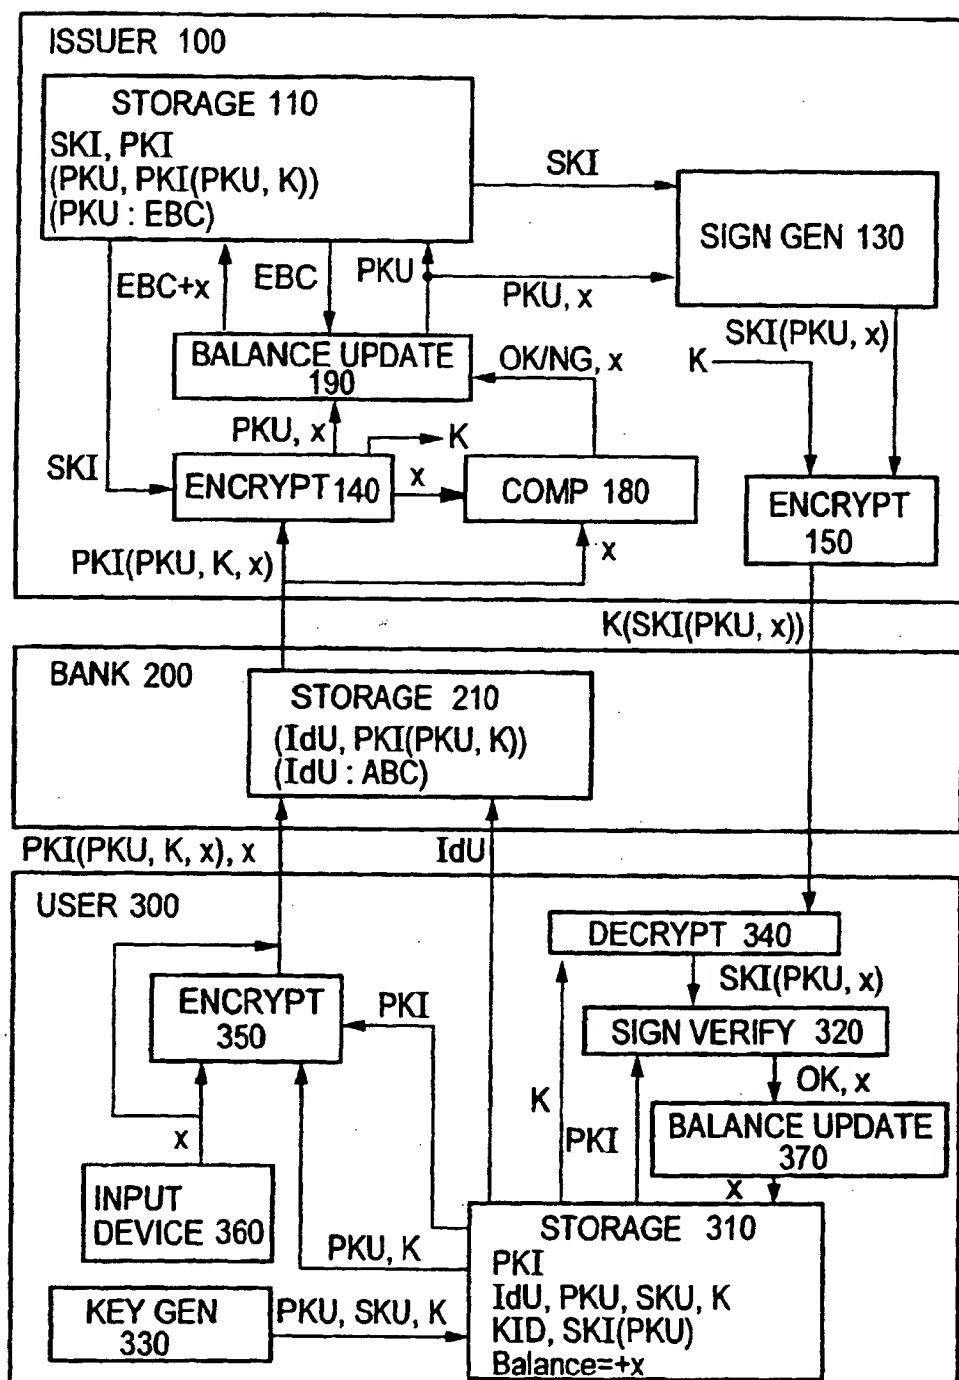 ISSUER 100
STORAGE 110
SKI, PKI
(PKU, PKI(PKU, K))
(PKU : EBC)
SKI
SIGN GEN 130
EBC+x
EBC
PKU
PKU, x
SKI(PKU, x)
K
BALANCE UPDATE
190
OK/NG, x
PKU, x
K
SKI
ENCRYPT 140
x
COMP 180
ENCRYPT
150
PKI(PKU, K, x)
x
K(SKI(PKU, x))
BANK 200
STORAGE 210
(IdU, PKI(PKU, K))
(IdU : ABC)
PKI(PKU, K, x), x
IdU
USER 300
DECRYPT 340
SKI(PKU, x)
ENCRYPT
350
PKI
SIGN VERIFY 320
OK, x
K
PKI
BALANCE UPDATE
370
x
x
INPUT
DEVICE 360
PKU, K
STORAGE 310
PKI
IdU, PKU, SKU, K
KID, SKI(PKU)
Balance=+x
KEY GEN
330
PKU, SKU, K